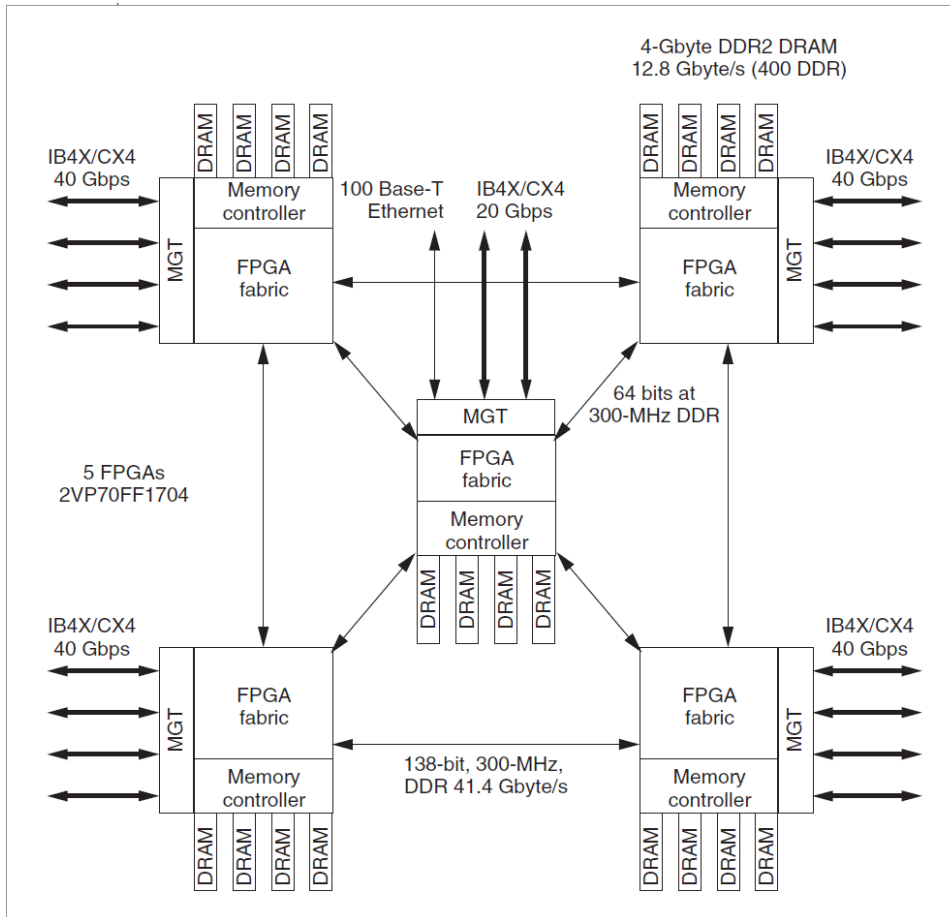 4-Gbyte DDR2 DRAM
12.8 Gbyte/s (400 DDR)
DRAM
DRAM
DRAM
DRAM
DRAM
DRAM
DRAM
DRAM
IB4X/CX4
40 Gbps
Memory
controller
100 Base-T
Ethernet
IB4X/CX4
20 Gbps
Memory
controller
IB4X/CX4
40 Gbps
MGT
FPGA
fabric
FPGA
fabric
MGT
64 bits at
300-MHz DDR
MGT
FPGA
fabric
Memory
controller
5 FPGAs
2VP70FF1704
DRAM
DRAM
DRAM
DRAM
IB4X/CX4
40 Gbps
IB4X/CX4
40 Gbps
MGT
FPGA
fabric
FPGA
fabric
MGT
138-bit, 300-MHz,
DDR 41.4 Gbyte/s
Memory
controller
Memory
controller
DRAM
DRAM
DRAM
DRAM
DRAM
DRAM
DRAM
DRAM